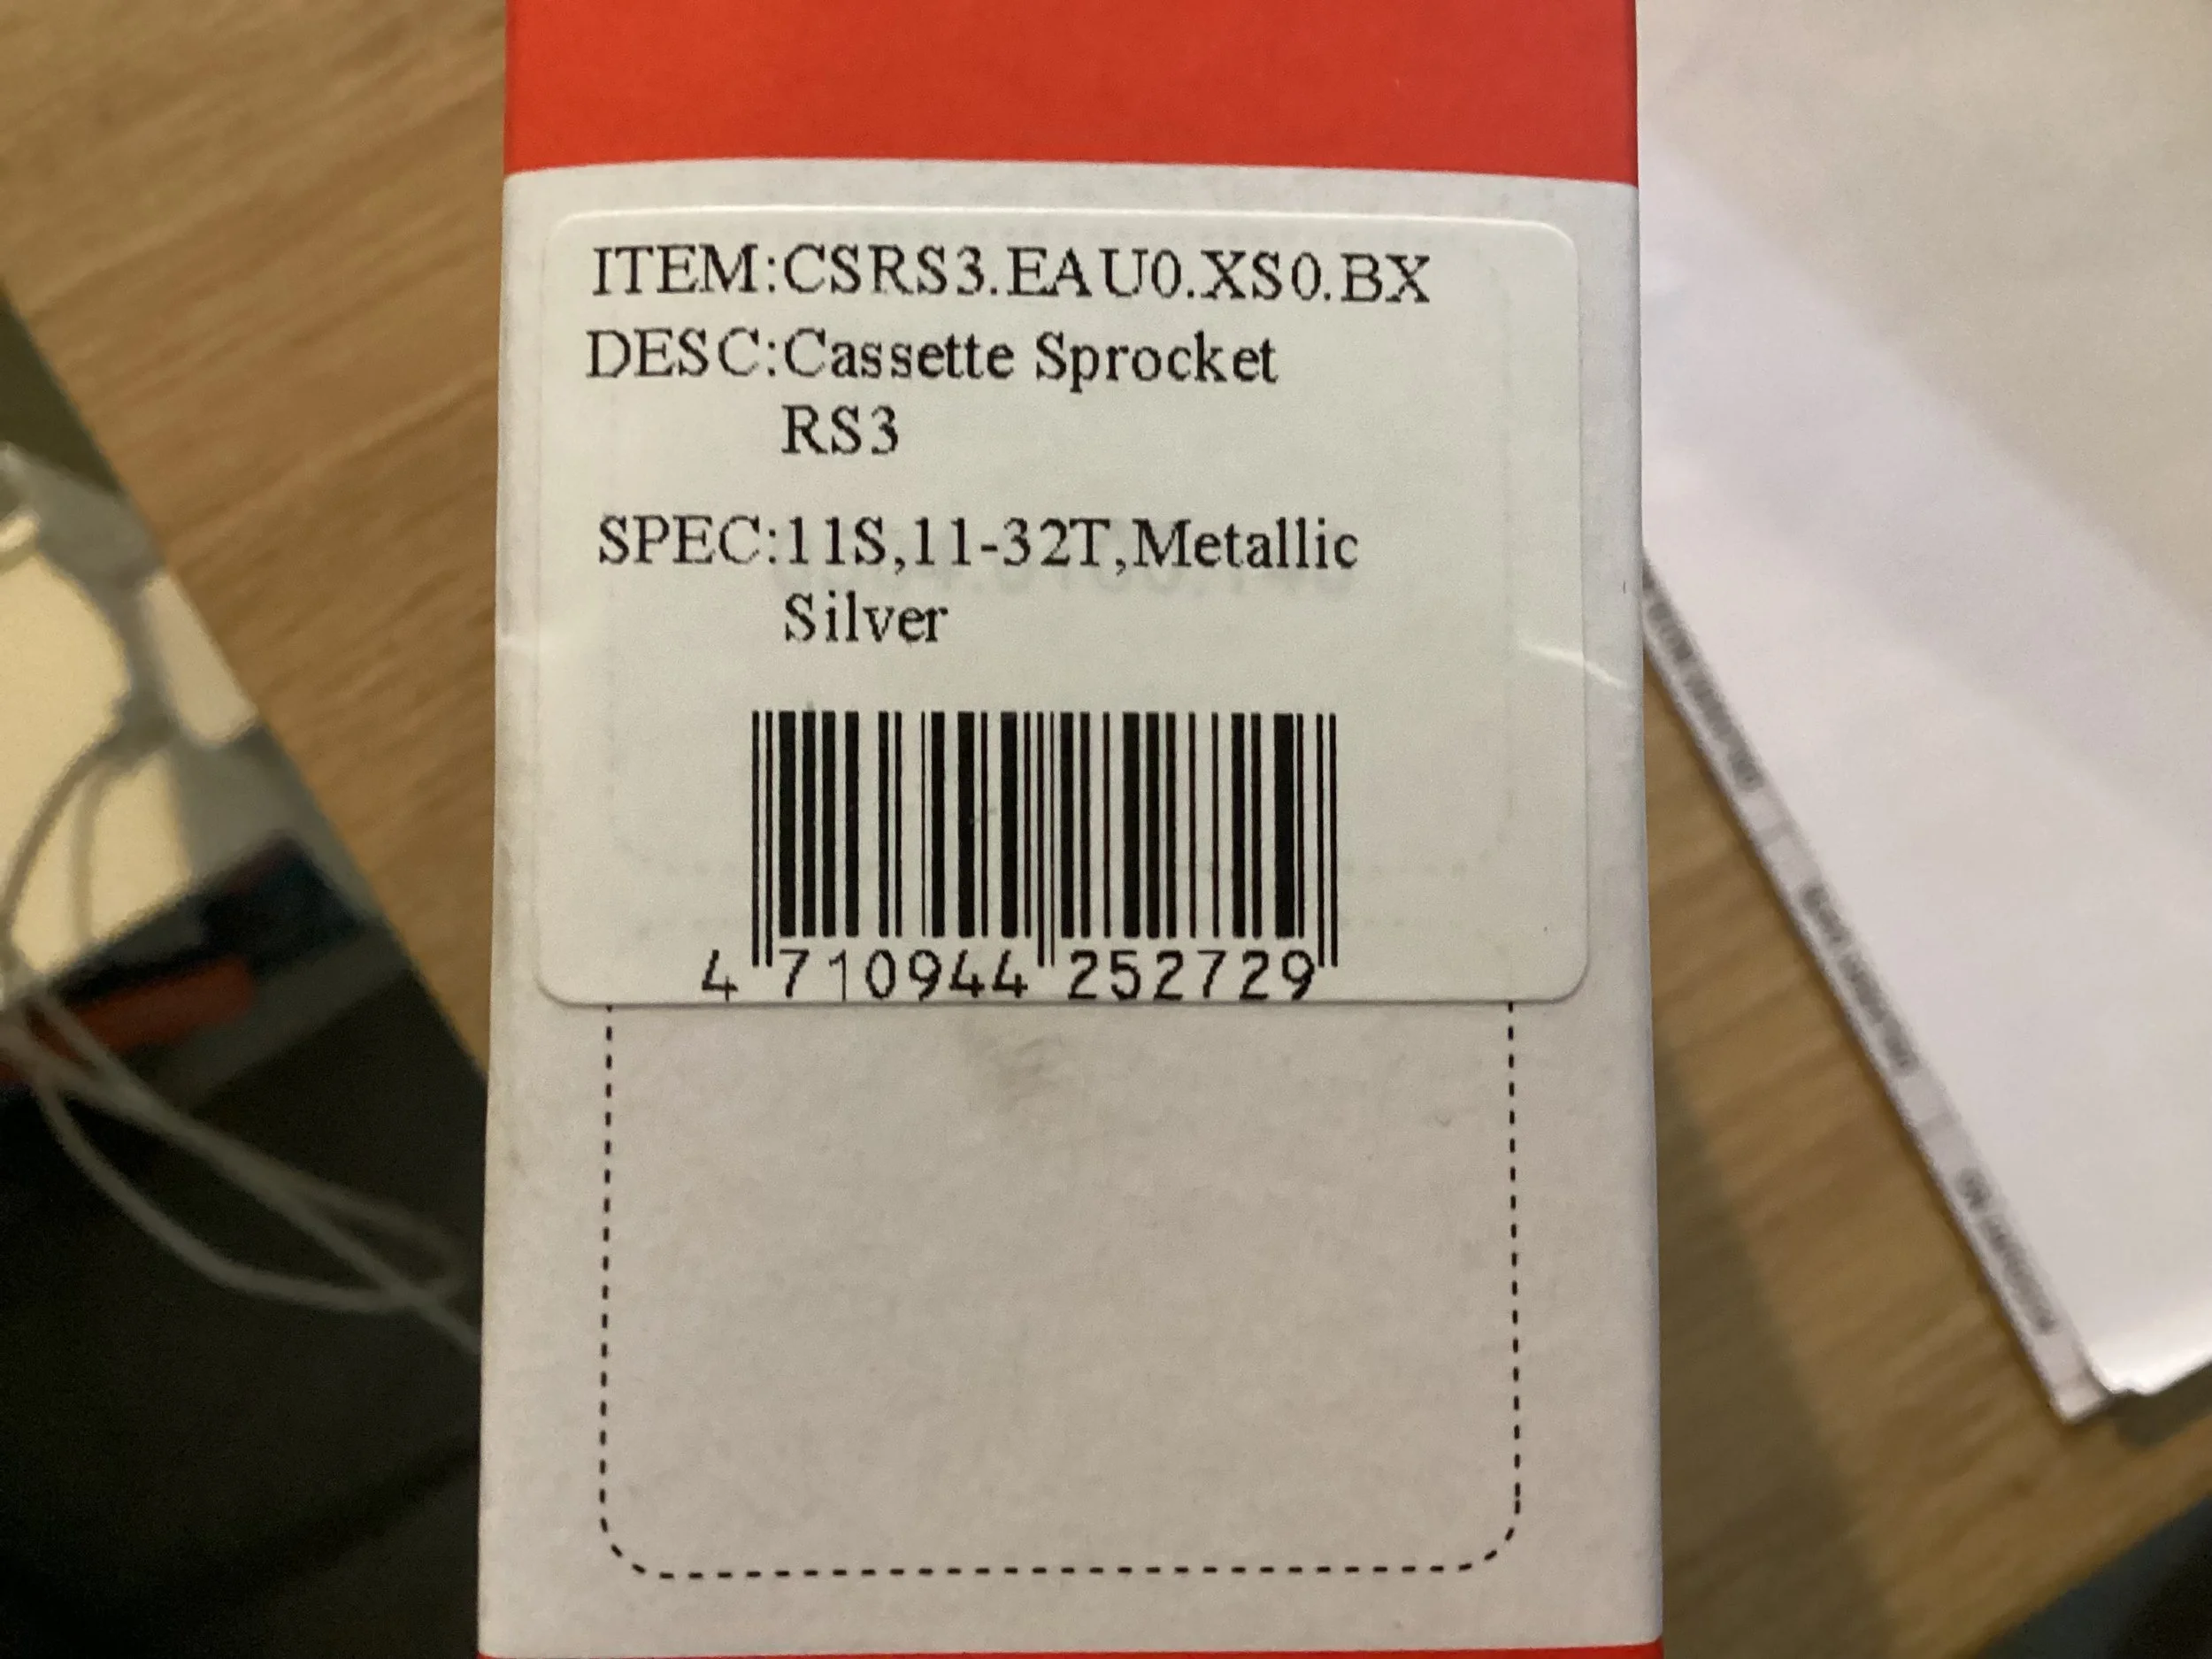 ITEM:CSRS3.EAU0.XS0.BX
DESC:Cassette Sprocket
RS3
SPEC:11S,11-32T,Metallic
Silver
4 710944 252729